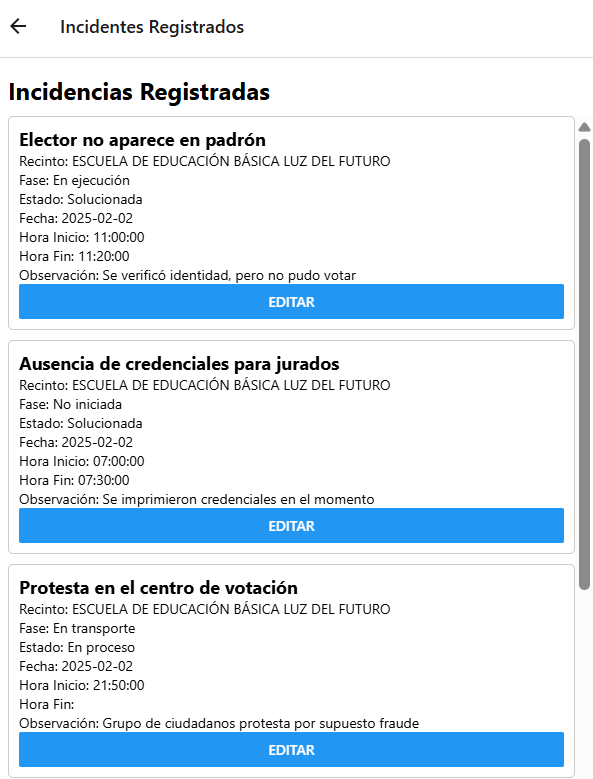 Incidentes Registrados
Incidencias Registradas
Elector no aparece en padrón
Recinto: ESCUELA DE EDUCACIÓN BÁSICA LUZ DEL FUTURO
Fase: En ejecución
Estado: Solucionada
Fecha: 2025-02-02
Hora Inicio: 11:00:00
Hora Fin: 11:20:00
Observación: Se verificó identidad, pero no pudo votar
EDITAR
Ausencia de credenciales para jurados
Recinto: ESCUELA DE EDUCACIÓN BÁSICA LUZ DEL FUTURO
Fase: No iniciada
Estado: Solucionada
Fecha: 2025-02-02
Hora Inicio: 07:00:00
Hora Fin: 07:30:00
Observación: Se imprimieron credenciales en el momento
EDITAR
Protesta en el centro de votación
Recinto: ESCUELA DE EDUCACIÓN BÁSICA LUZ DEL FUTURO
Fase: En transporte
Estado: En proceso
Fecha: 2025-02-02
Hora Inicio: 21:50:00
Hora Fin:
Observación: Grupo de ciudadanos protesta por supuesto fraude
EDITAR